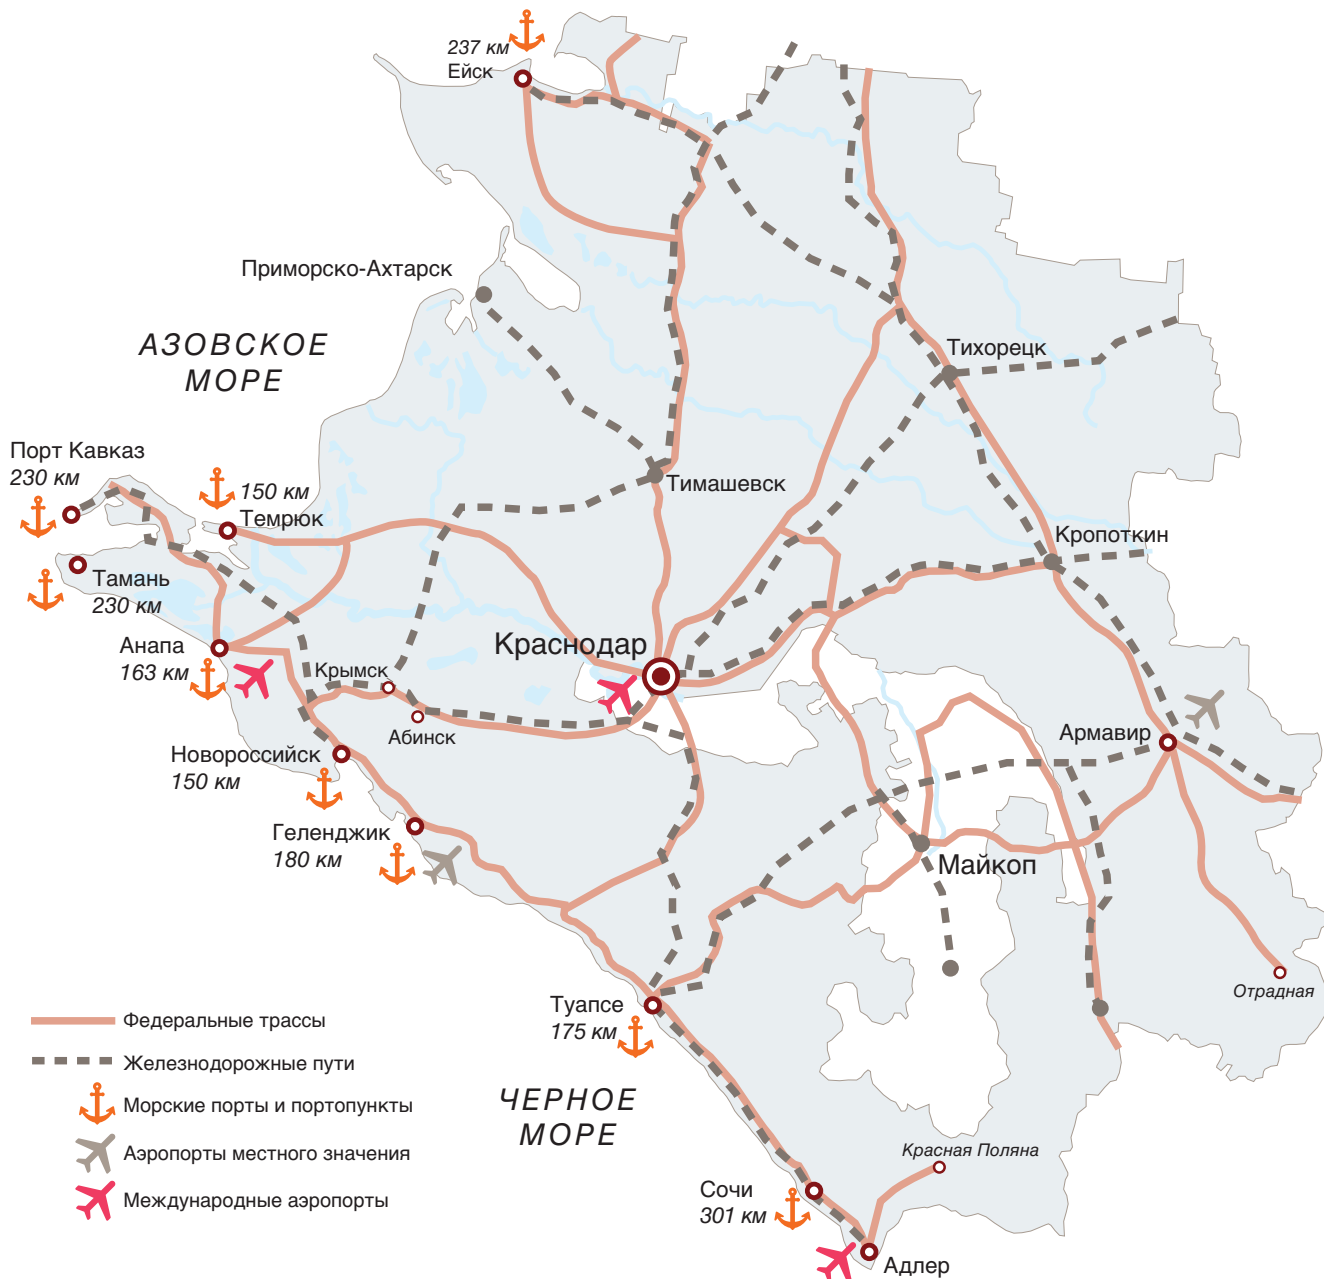 237 км
Ейск
Приморско-Ахтарск
АЗОВСКОЕ
МОРЕ
Тихорецк
Порт Кавказ
230 км
150 км
Темрюк
Тимашевск
Кропоткин
Тамань
230 км
Анапа
163 км
Краснодар
Крымск
Абинск
Армавир
Новороссийск
150 км
Геленджик
180 км
Майкоп
Отрадная
Туапсе
175 км
Федеральные трассы
Железнодорожные пути
Морские порты и портопункты
Аэропорты местного значения
Международные аэропорты
ЧЕРНОЕ
МОРЕ
Красная Поляна
Сочи
301 км
Адлер